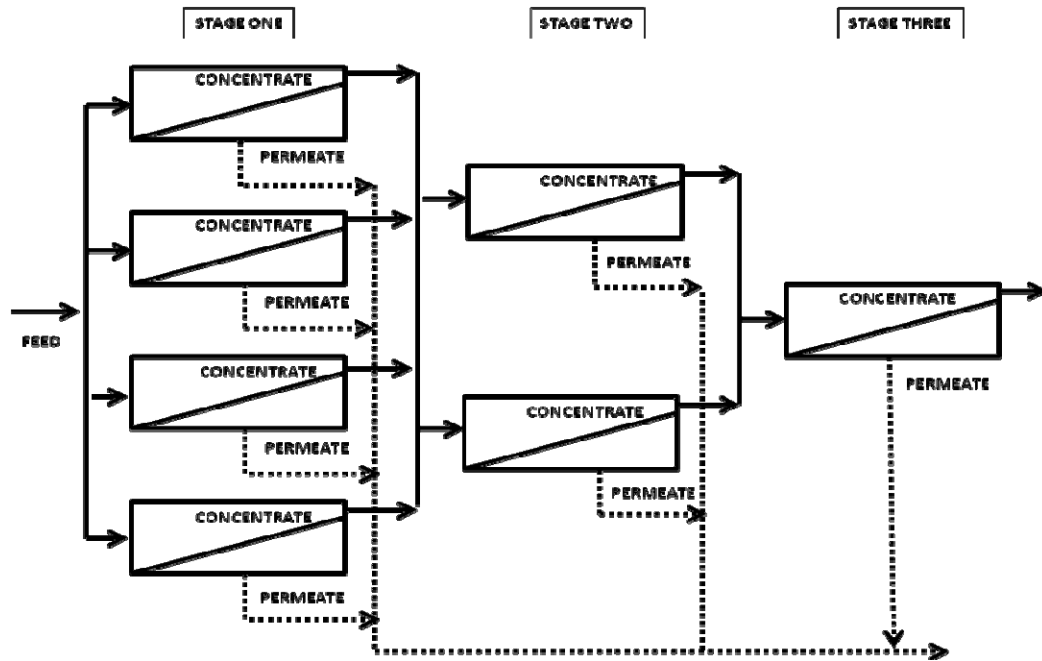 STAGE ONE
STAGE TWO
STAGE THREE
CONCENTRATE
PERMEATE
CONCENTRATE
PERMEATE
CONCENTRATE
PERMEATE
CONCENTRATE
PERMEATE
FEED
CONCENTRATE
PERMEATE
CONCENTRATE
PERMEATE
CONCENTRATE
PERMEATE